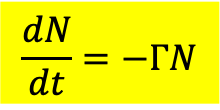 dN/dt = −ΓN